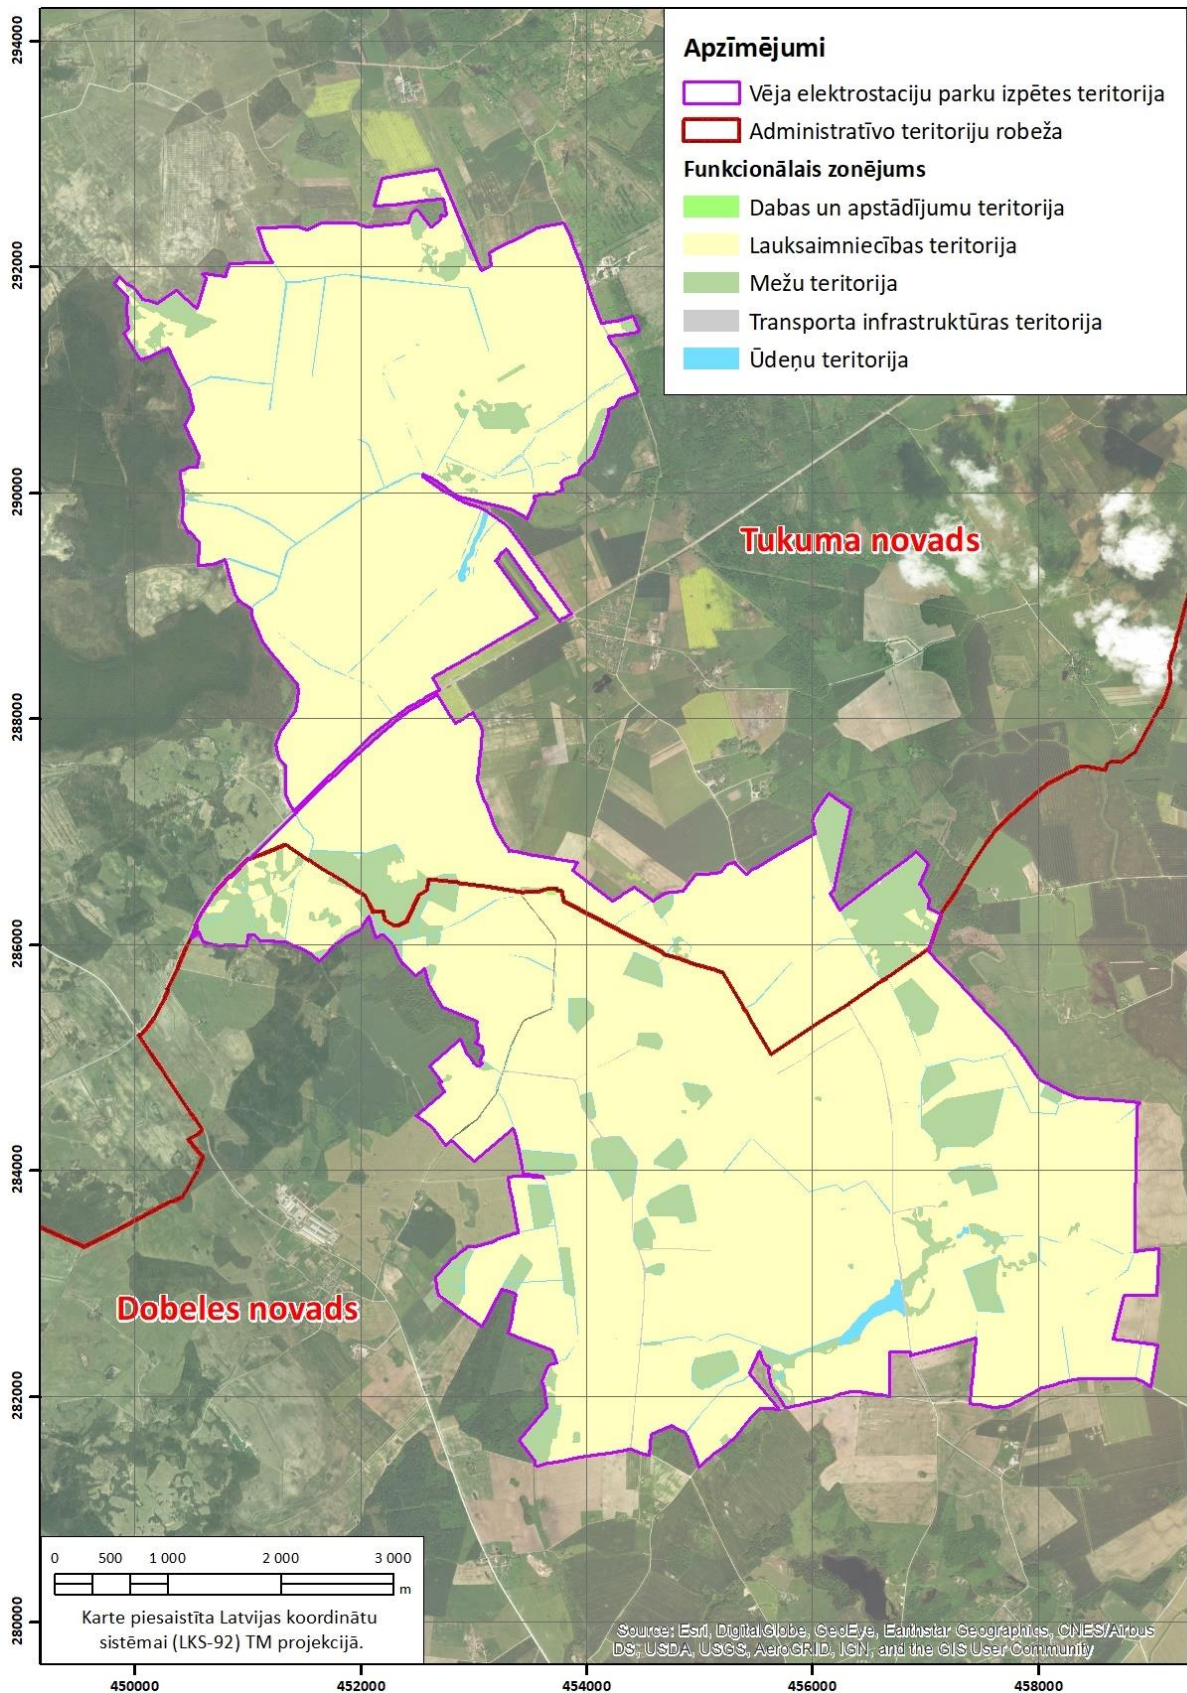 Apzīmējumi
Vēja elektrostaciju parku izpētes teritorija
Administratīvo teritoriju robeža
Funkcionālais zonējums
Dabas un apstādījumu teritorija
Lauksaimniecības teritorija
Mežu teritorija
Transporta infrastruktūras teritorija
Ūdeņu teritorija
294000
292000
290000
288000
286000
284000
282000
280000
Tukuma novads
Dobeles novads
0 500 1 000 2 000 3 000
m
Karte piesaistīta Latvijas koordinātu
sistēmai (LKS-92) TM projekcijā.
Source: Esri, DigitalGlobe, GeoEye, Earthstar Geographics, CNES/Airbus
DS, USDA, USGS, AeroGRID, IGN, and the GIS User Community
450000 452000 454000 456000 458000